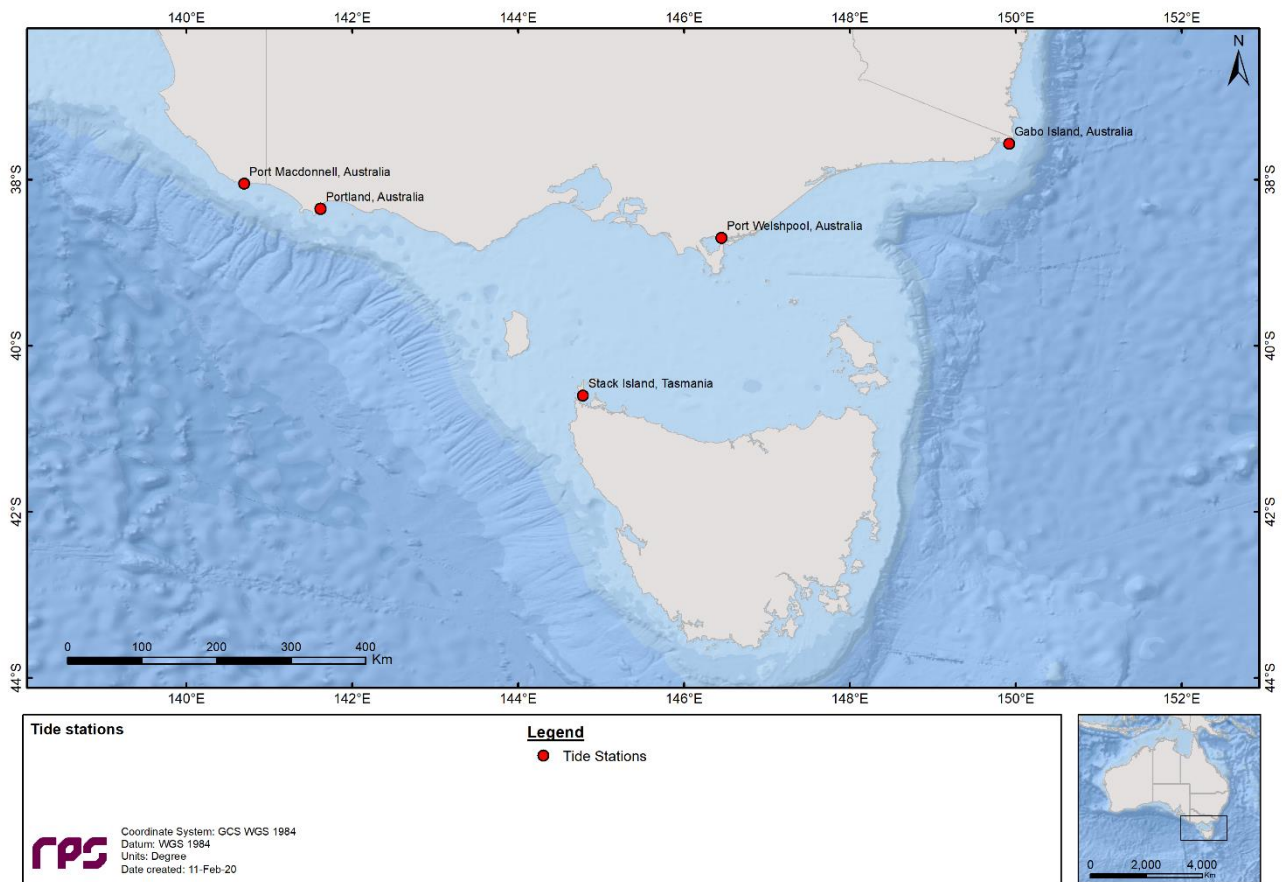 140°E 142°E 144°E 146°E 148°E 150°E 152°E
N
Gabo Island, Australia
38°S 38°S
Port Macdonnell, Australia
Portland, Australia
Port Welshpool, Australia
40°S 40°S
Stack Island, Tasmania
42°S 42°S
0 100 200 300 400
Km
44°S 44°S
140°E 142°E 144°E 146°E 148°E 150°E 152°E
Tide stations
Legend
Tide Stations
rps
Coordinate System: GCS WGS 1984
Datum: WGS 1984
Units: Degree
Date created: 11-Feb-20
0 2,000 4,000
Km